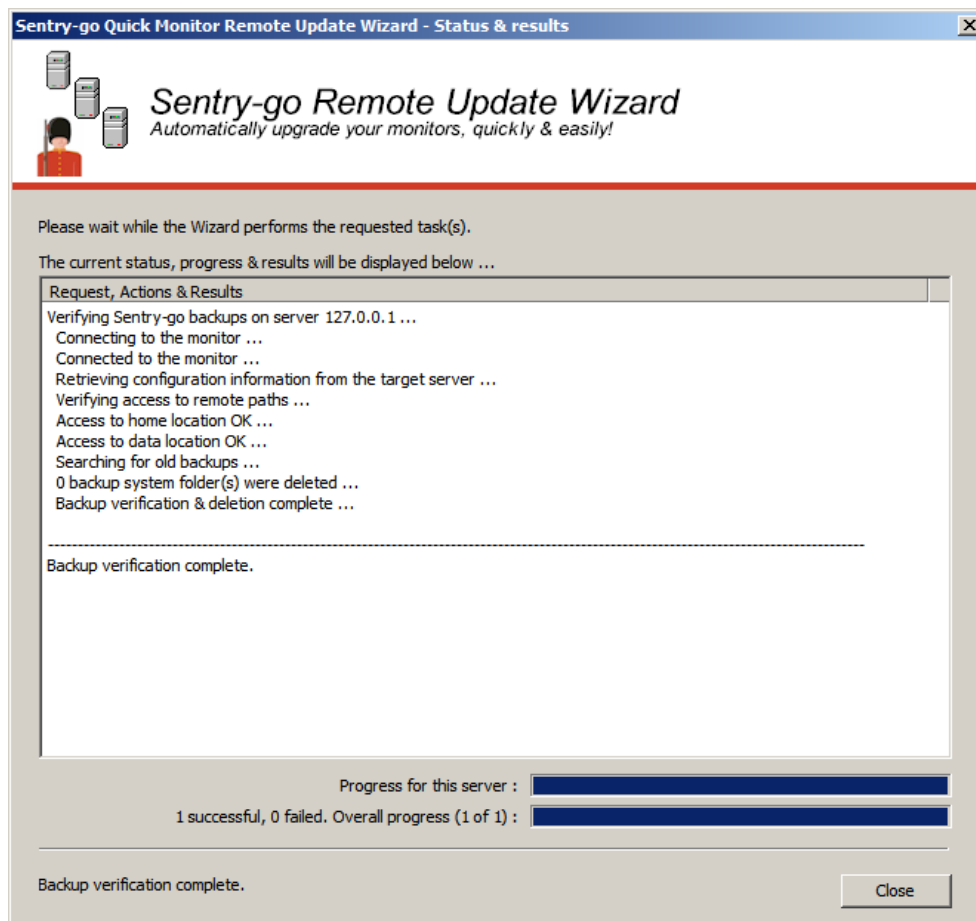 Sentry-go Quick Monitor Remote Update Wizard - Status & results
Sentry-go Remote Update Wizard
Automatically upgrade your monitors, quickly & easily!
Please wait while the Wizard performs the requested task(s).
The current status, progress & results will be displayed below ...
Request, Actions & Results
Verifying Sentry-go backups on server 127.0.0.1 ...
Connecting to the monitor ...
Connected to the monitor ...
Retrieving configuration information from the target server ...
Verifying access to remote paths ...
Access to home location OK ...
Access to data location OK ...
Searching for old backups ...
0 backup system folder(s) were deleted ...
Backup verification & deletion complete ...
Backup verification complete.
Progress for this server :
1 successful, 0 failed. Overall progress (1 of 1) :
Backup verification complete.
Close